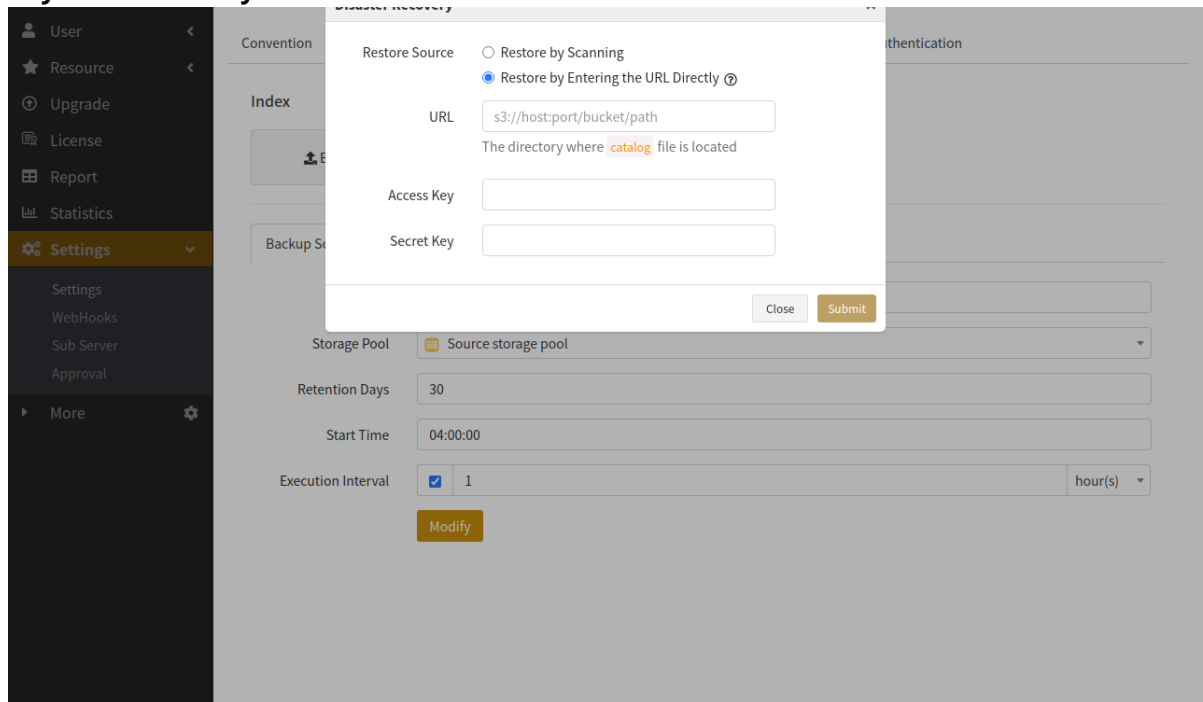 Disaster Recovery
User
Resource
Upgrade
License
Report
Statistics
Settings
Settings
WebHooks
Sub Server
Approval
More
Convention
Index
Restore Source
Restore by Scanning
Restore by Entering the URL Directly
URL
s3://host:port/bucket/path
The directory where catalog file is located
Access Key
Secret Key
Close
Submit
Storage Pool
Source storage pool
Retention Days
30
Start Time
04:00:00
Execution Interval
1
hour(s)
Modify